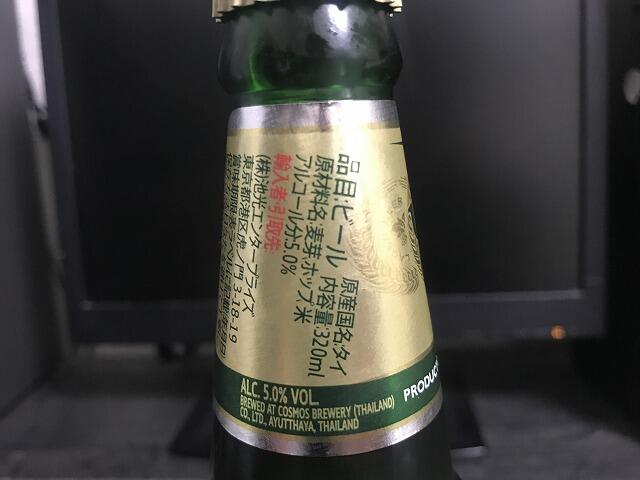 品目:ビール 原産国名:タイ
原材料名:麦芽、ホップ、米 内容量:320ml
アルコール分5.0%
輸入者・引取先
(株)池光エンタープライズ
東京都港区虎ノ門3-18-19
ALC. 5.0% VOL.
BREWED AT COSMOS BREWERY (THAILAND)
CO., LTD., AYUTTHAYA, THAILAND